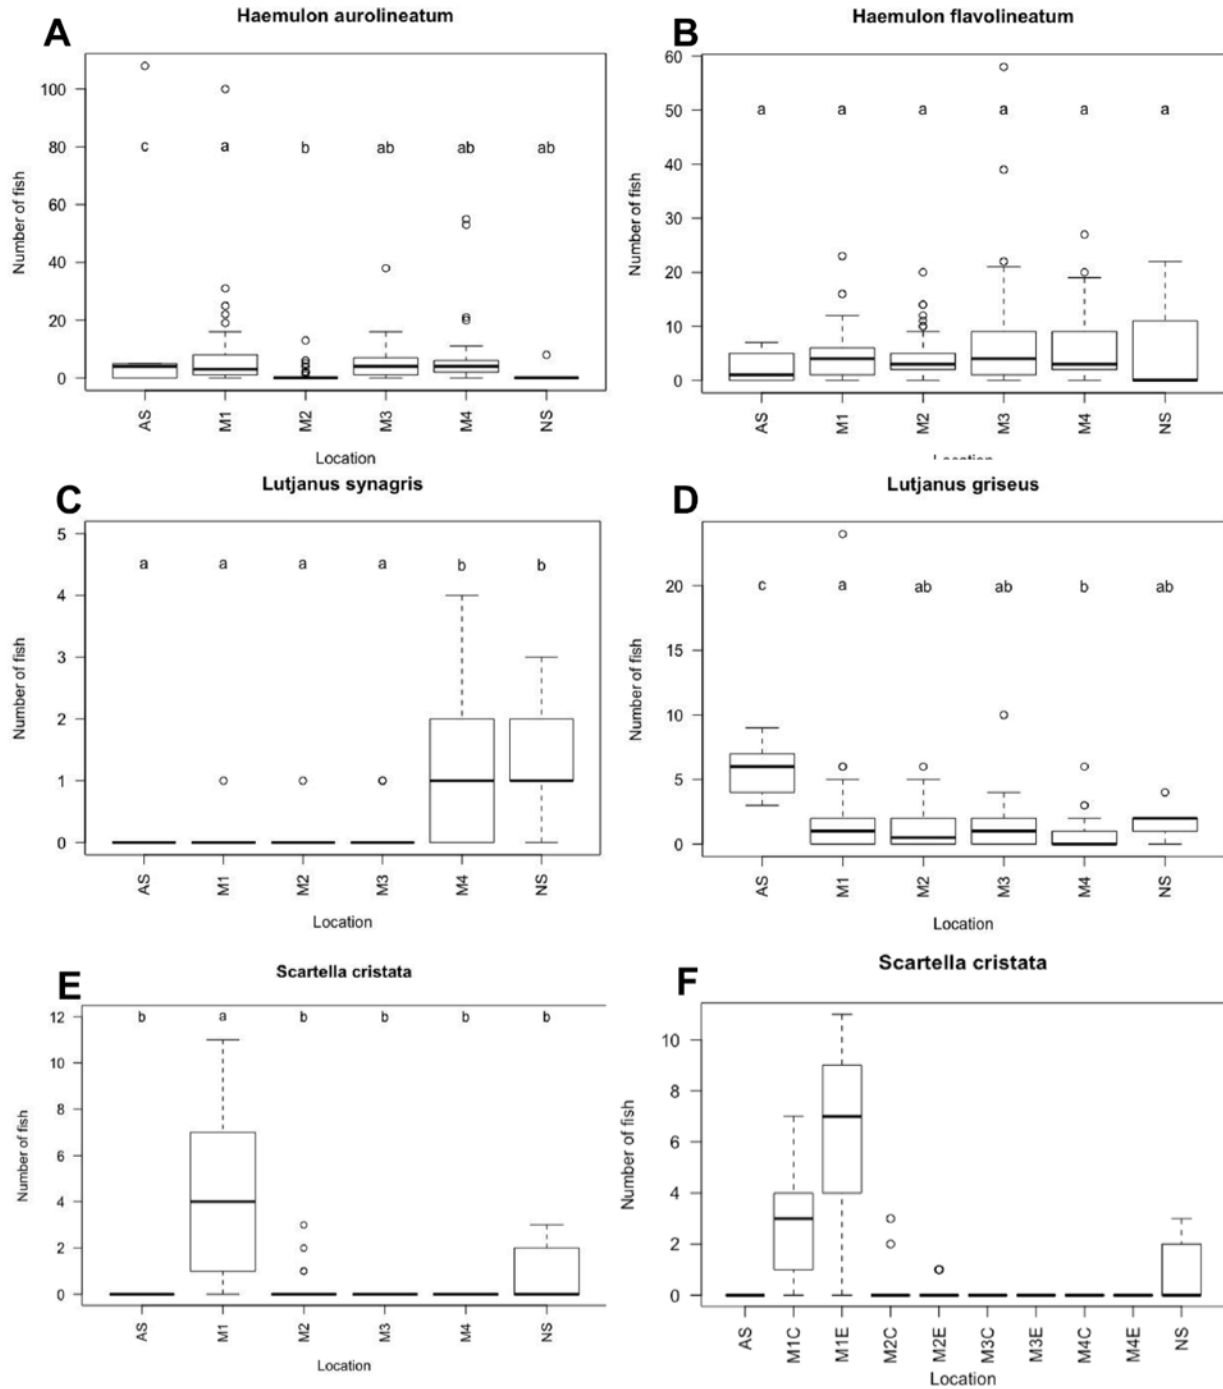 A
Haemulon aurolineatum
Number of fish
100
80
60
40
20
0
c a b ab ab ab
AS M1 M2 M3 M4 NS
Location
B
Haemulon flavolineatum
Number of fish
60
50
40
30
20
10
0
a a a a a a
AS M1 M2 M3 M4 NS
Location
C
Lutjanus synagris
Number of fish
5
4
3
2
1
0
a a a a b b
AS M1 M2 M3 M4 NS
Location
D
Lutjanus griseus
Number of fish
20
15
10
5
0
c a ab ab b ab
AS M1 M2 M3 M4 NS
Location
E
Scartella cristata
Number of fish
12
10
8
6
4
2
0
b a b b b b
AS M1 M2 M3 M4 NS
Location
F
Scartella cristata
Number of fish
10
8
6
4
2
0
AS M1C M1E M2C M2E M3C M3E M4C M4E NS
Location